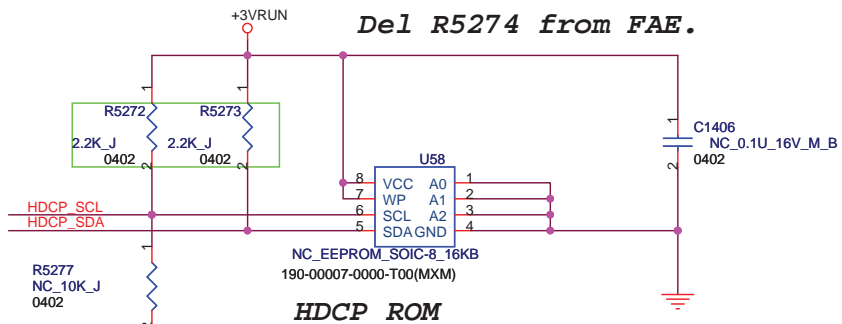 +3VRUN
Del R5274 from FAE.
1
1
1
R5272
R5273
2.2K_J
2.2K_J
0402
0402
2
2
C1406
NC_0.1U_16V_M_B
0402
2
U58
8 VCC A0 1
7 WP A1 2
6 SCL A2 3
5 SDA GND 4
HDCP_SCL
HDCP_SDA
NC_EEPROM_SOIC-8_16KB
190-00007-0000-T00(MXM)
1
R5277
NC_10K_J
0402
HDCP ROM